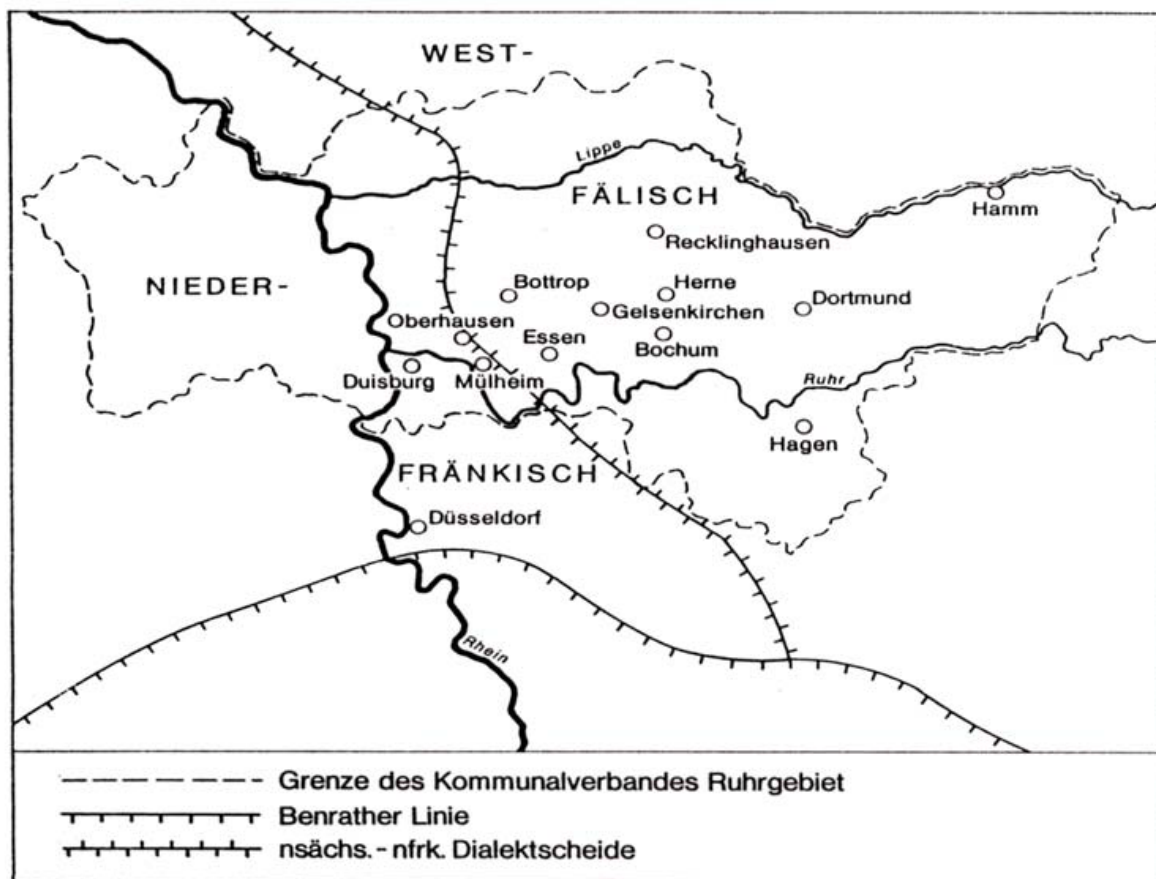 WEST-
Lippe
FÄLISCH
Hamm
Recklinghausen
NIEDER-
Bottrop
Herne
Dortmund
Oberhausen
Gelsenkirchen
Essen
Bochum
Duisburg
Mülheim
Ruhr
Hagen
FRÄNKISCH
Düsseldorf
Rhein
Grenze des Kommunalverbandes Ruhrgebiet
Benrather Linie
nsächs.- nfrk. Dialektscheide